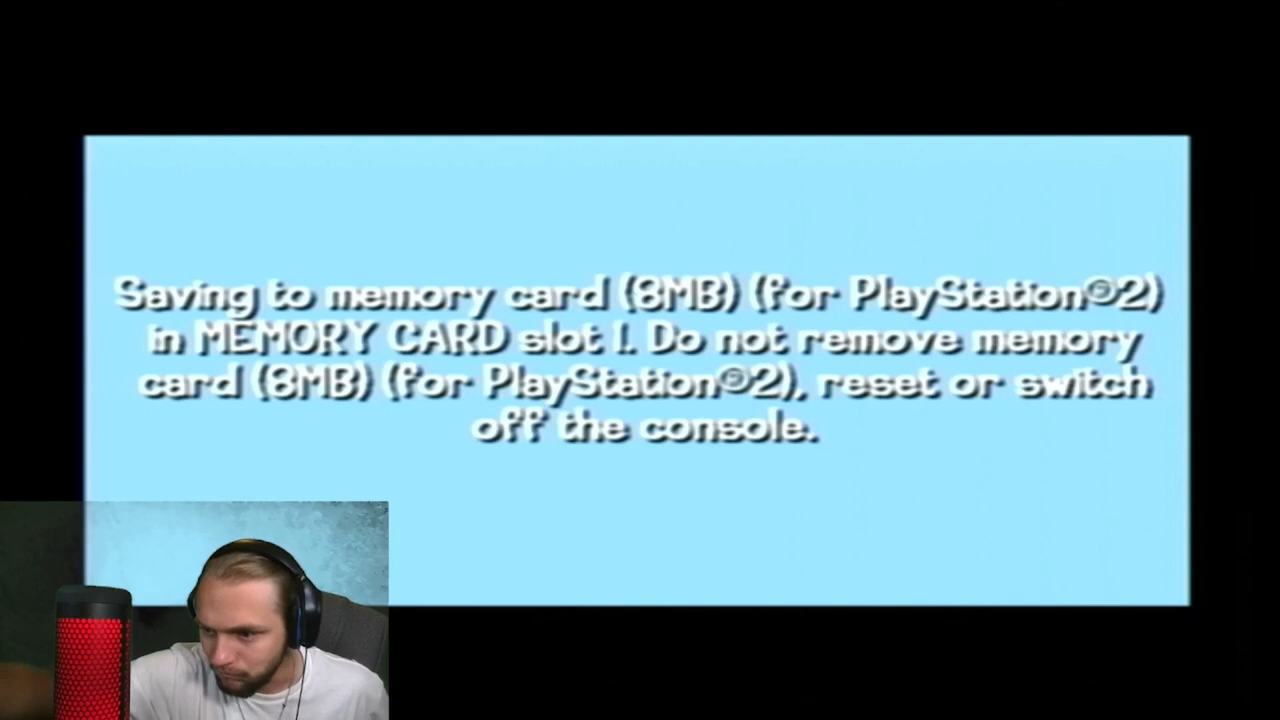 Saving to memory card (8MB) (for PlayStation®2)
in MEMORY CARD slot 1. Do not remove memory
card (8MB) (for PlayStation®2), reset or switch
off the console.